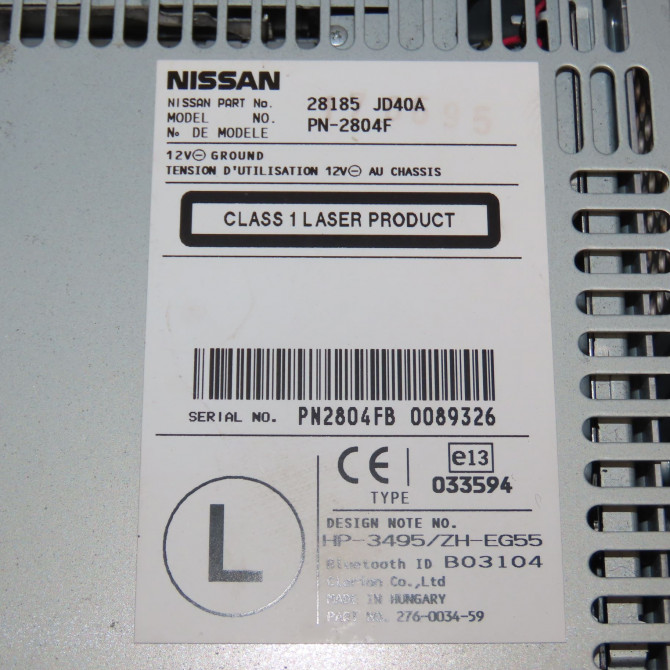 NISSAN
NISSAN PART No. 28185 JD40A
MODEL NO. PN-2804F
No DE MODELE
12V⊖ GROUND
TENSION D'UTILISATION 12V⊖ AU CHASSIS
CLASS 1 LASER PRODUCT
SERIAL NO. PN2804FB 0089326
CE
e13
TYPE 033594
L
DESIGN NOTE NO.
HP-3495/ZH-EG55
Bluetooth ID B03104
Clarion Co.,Ltd
MADE IN HUNGARY
PART NO. 276-0034-59